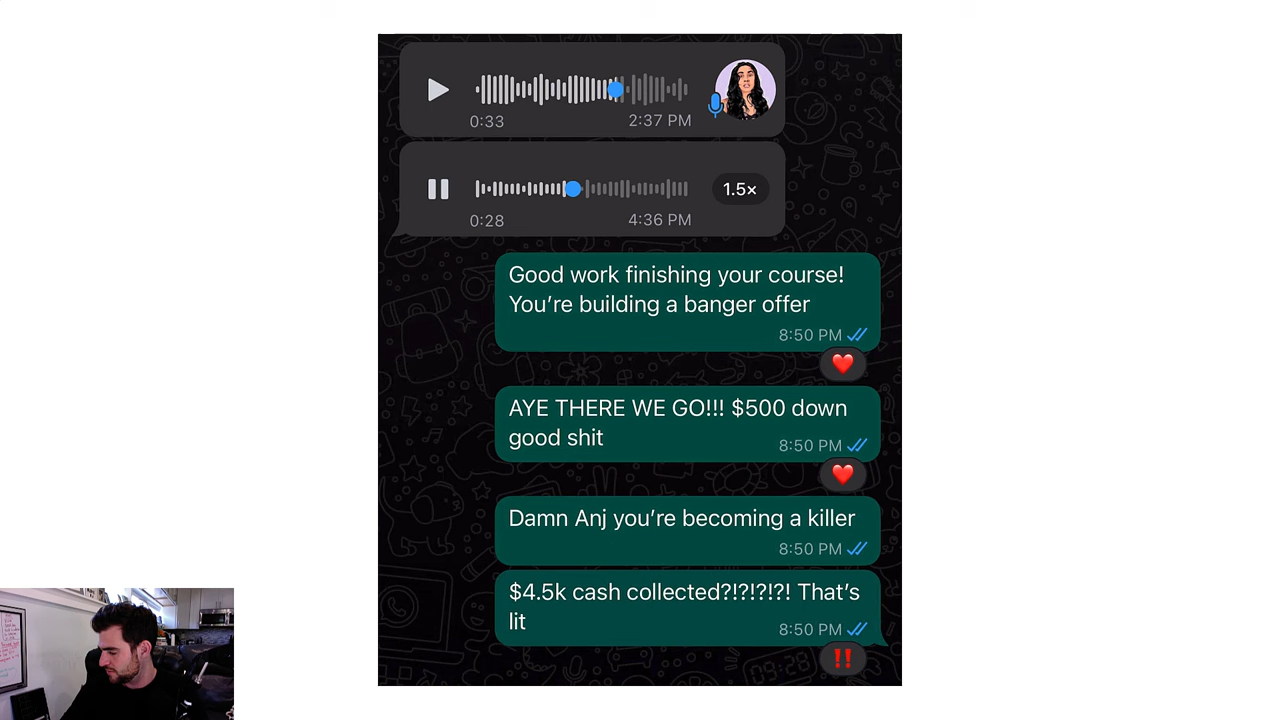 0:33 2:37 PM
1.5×
0:28 4:36 PM
Good work finishing your course!
You’re building a banger offer
8:50 PM
AYE THERE WE GO!!! $500 down
good shit
8:50 PM
Damn Anj you’re becoming a killer
8:50 PM
$4.5k cash collected?!?!?!?! That’s
lit
8:50 PM
09:28